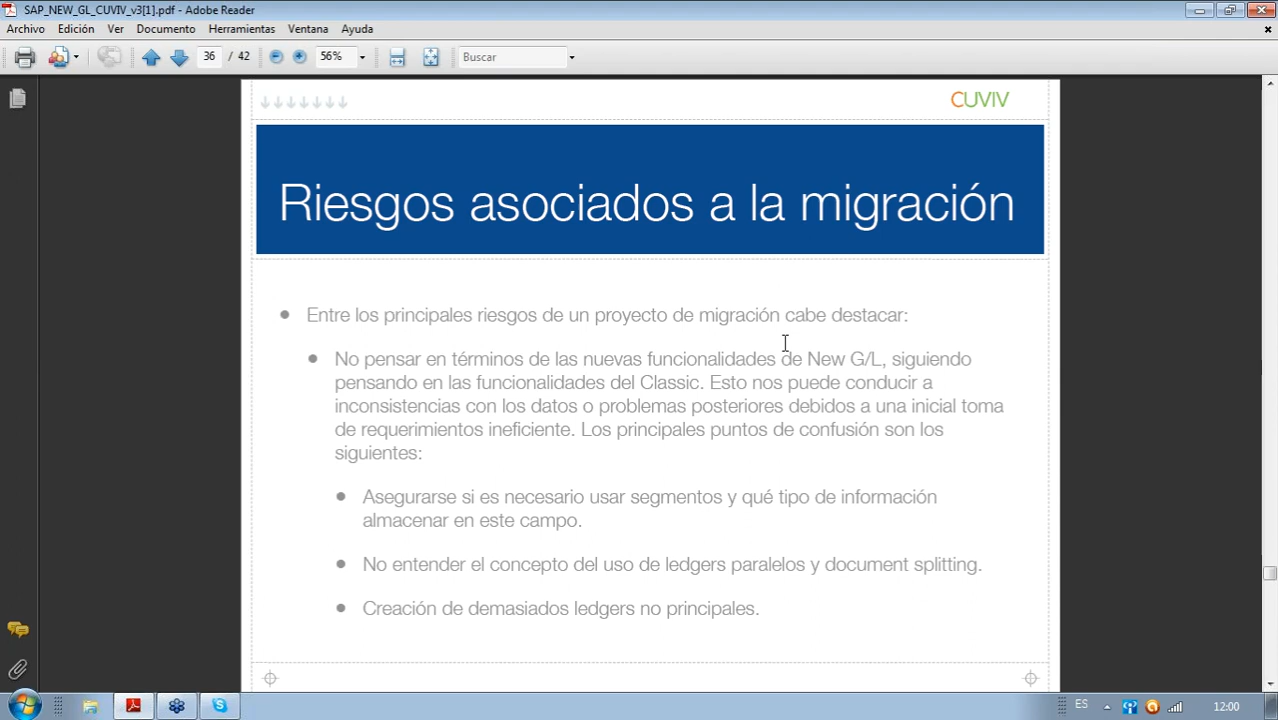 SAP_NEW_GL_CUVIV_v3[1].pdf - Adobe Reader
Archivo Edición Ver Documento Herramientas Ventana Ayuda
36 / 42 56% Buscar
CUVIV
Riesgos asociados a la migración
Entre los principales riesgos de un proyecto de migración cabe destacar:
No pensar en términos de las nuevas funcionalidades de New G/L, siguiendo
pensando en las funcionalidades del Classic. Esto nos puede conducir a
inconsistencias con los datos o problemas posteriores debidos a una inicial toma
de requerimientos ineficiente. Los principales puntos de confusión son los
siguientes:
Asegurarse si es necesario usar segmentos y qué tipo de información
almacenar en este campo.
No entender el concepto del uso de ledgers paralelos y document splitting.
Creación de demasiados ledgers no principales.
ES 12:00